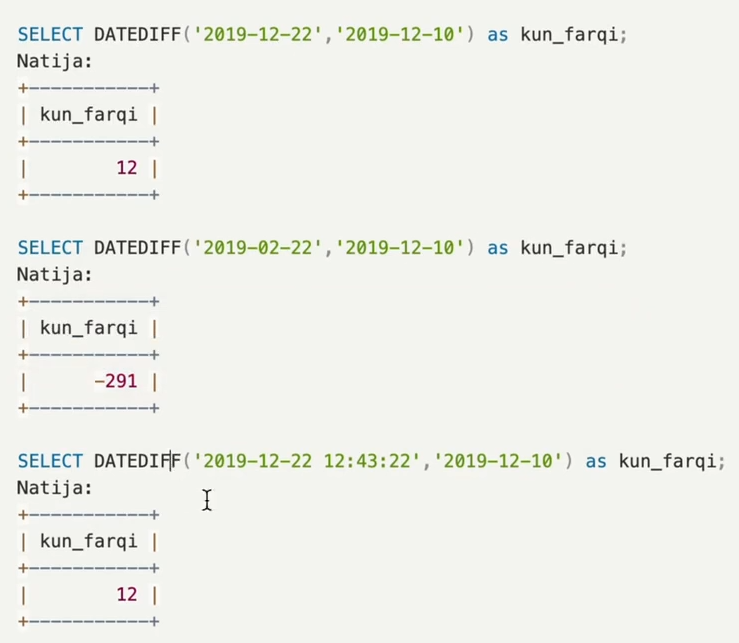 SELECT DATEDIFF('2019-12-22','2019-12-10') as kun_farqi;
Natija:
+-----------+
| kun_farqi |
+-----------+
|        12 |
+-----------+
SELECT DATEDIFF('2019-02-22','2019-12-10') as kun_farqi;
Natija:
+-----------+
| kun_farqi |
+-----------+
|      -291 |
+-----------+
SELECT DATEDIFF('2019-12-22 12:43:22','2019-12-10') as kun_farqi;
Natija:
+-----------+
| kun_farqi |
+-----------+
|        12 |
+-----------+